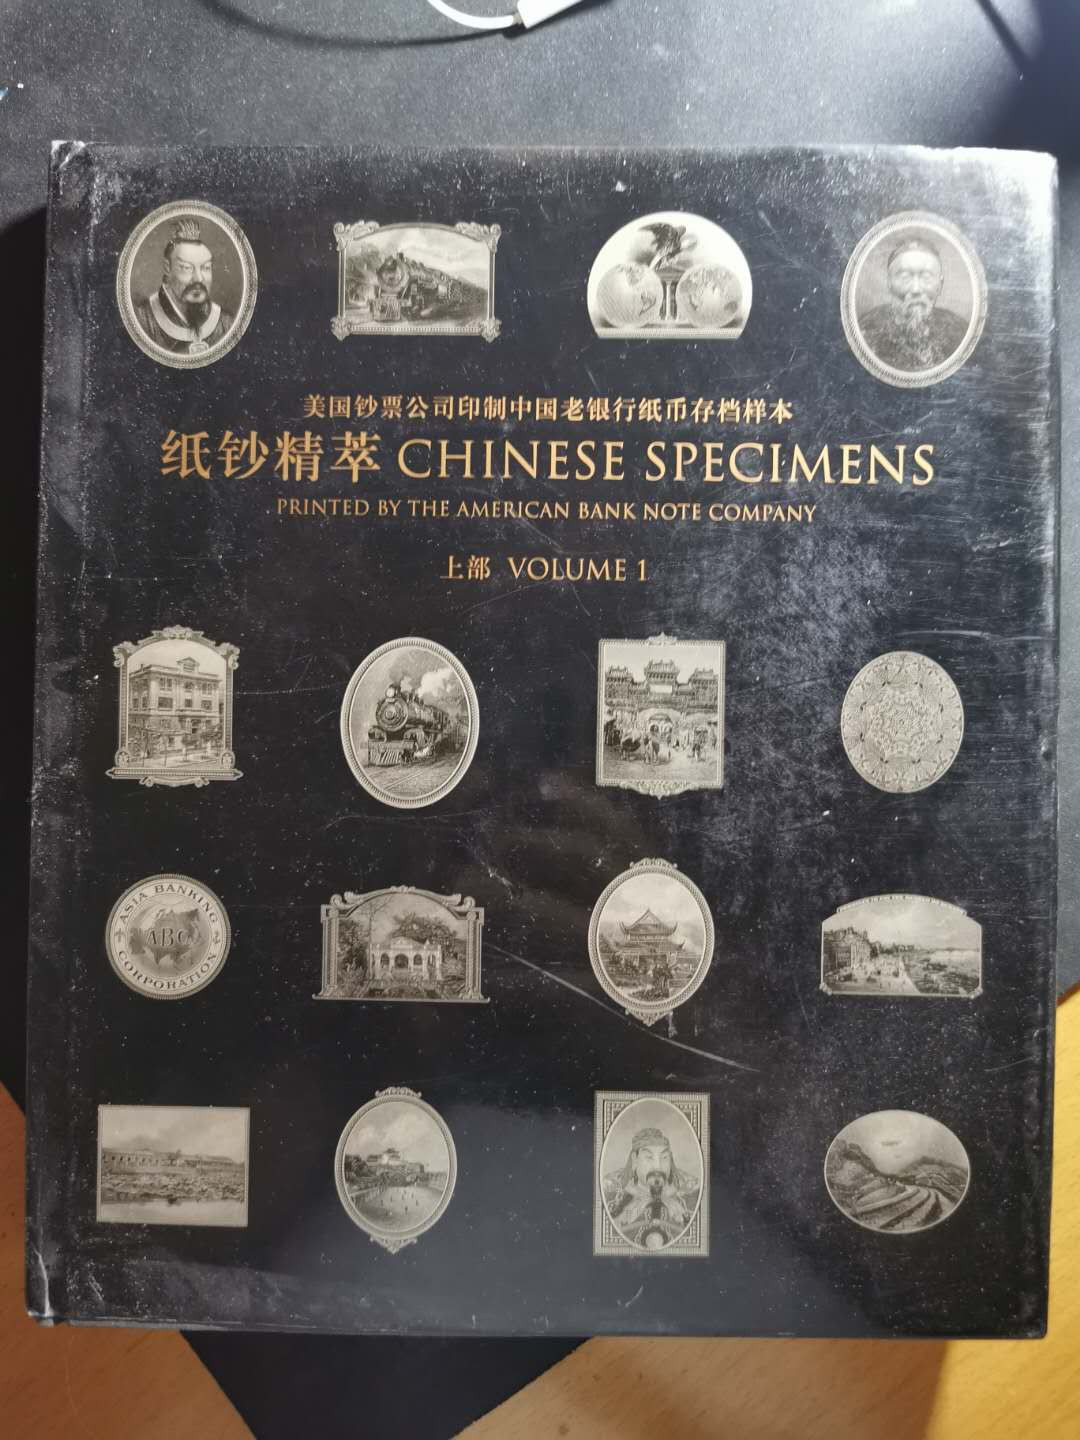 美国钞票公司印制中国老银行纸币存档样本
纸钞精萃 CHINESE SPECIMENS
PRINTED BY THE AMERICAN BANK NOTE COMPANY
上部 VOLUME 1
ASIA BANKING
ABC
CORPORATION